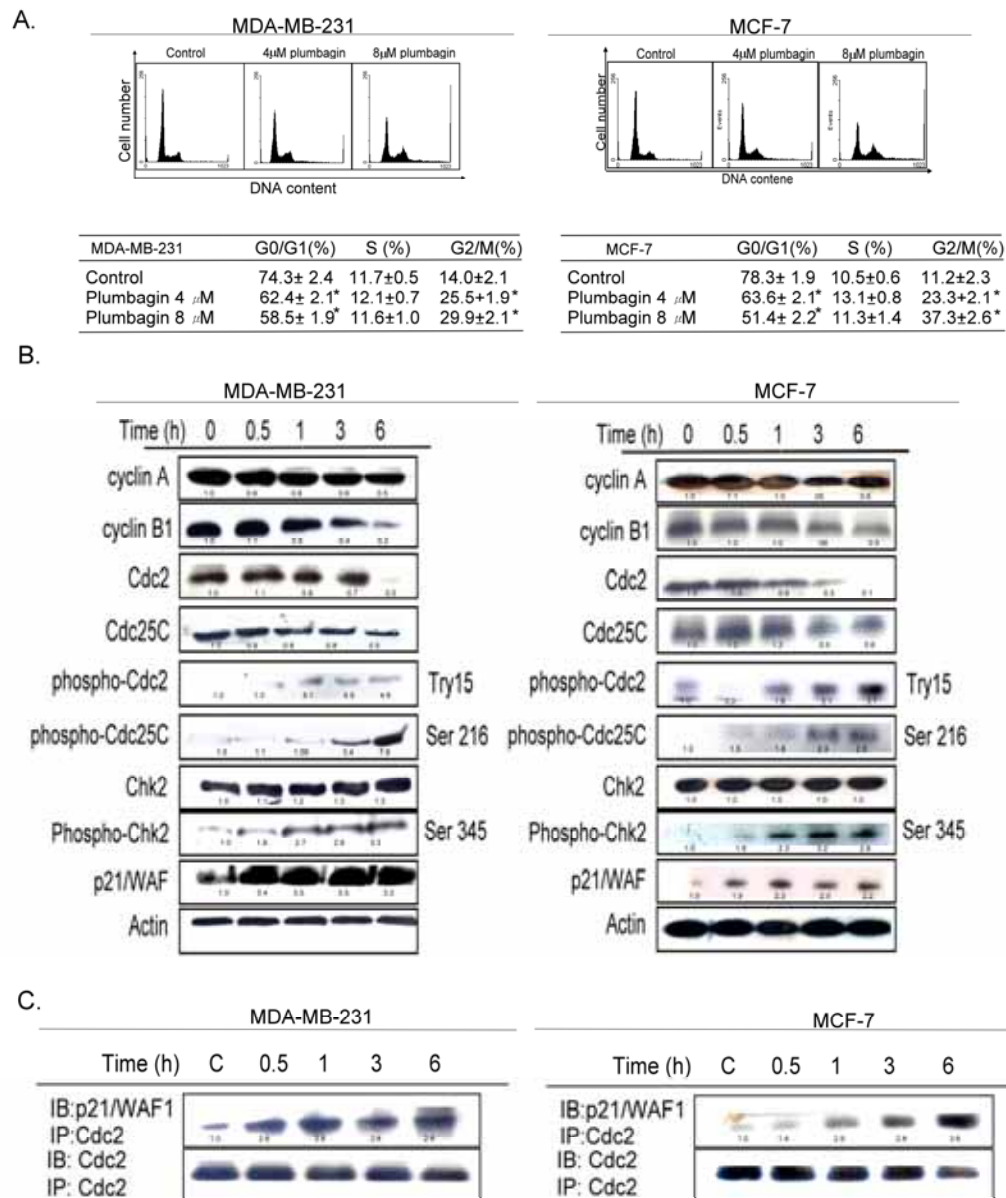 A.
MDA-MB-231
Control 4µM plumbagin 8µM plumbagin
Cell number
256
0 1023
DNA content
MCF-7
Control 4µM plumbagin 8µM plumbagin
256 Events 256 Events
0 1023
DNA contene
MDA-MB-231 G0/G1(%) S (%) G2/M(%)
Control 74.3± 2.4 11.7±0.5 14.0±2.1
Plumbagin 4 µM 62.4± 2.1* 12.1±0.7 25.5+1.9*
Plumbagin 8 µM 58.5± 1.9* 11.6±1.0 29.9±2.1*
MCF-7 G0/G1(%) S (%) G2/M(%)
Control 78.3± 1.9 10.5±0.6 11.2±2.3
Plumbagin 4 µM 63.6± 2.1* 13.1±0.8 23.3+2.1*
Plumbagin 8 µM 51.4± 2.2* 11.3±1.4 37.3±2.6*
B.
MDA-MB-231
Time (h) 0 0.5 1 3 6
cyclin A
cyclin B1
Cdc2
Cdc25C
phospho-Cdc2 Try15
phospho-Cdc25C Ser 216
Chk2
Phospho-Chk2 Ser 345
p21/WAF
Actin
MCF-7
Time (h) 0 0.5 1 3 6
cyclin A
cyclin B1
Cdc2
Cdc25C
phospho-Cdc2 Try15
phospho-Cdc25C Ser 216
Chk2
Phospho-Chk2 Ser 345
p21/WAF
Actin
C.
MDA-MB-231
Time (h) C 0.5 1 3 6
IB:p21/WAF1
IP:Cdc2
IB: Cdc2
IP: Cdc2
MCF-7
Time (h) C 0.5 1 3 6
IB:p21/WAF1
IP:Cdc2
IB: Cdc2
IP: Cdc2